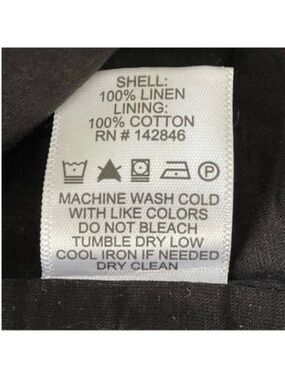 SHELL:
100% LINEN
LINING:
100% COTTON
RN # 142846
P
MACHINE WASH COLD
WITH LIKE COLORS
DO NOT BLEACH
TUMBLE DRY LOW
COOL IRON IF NEEDED
DRY CLEAN